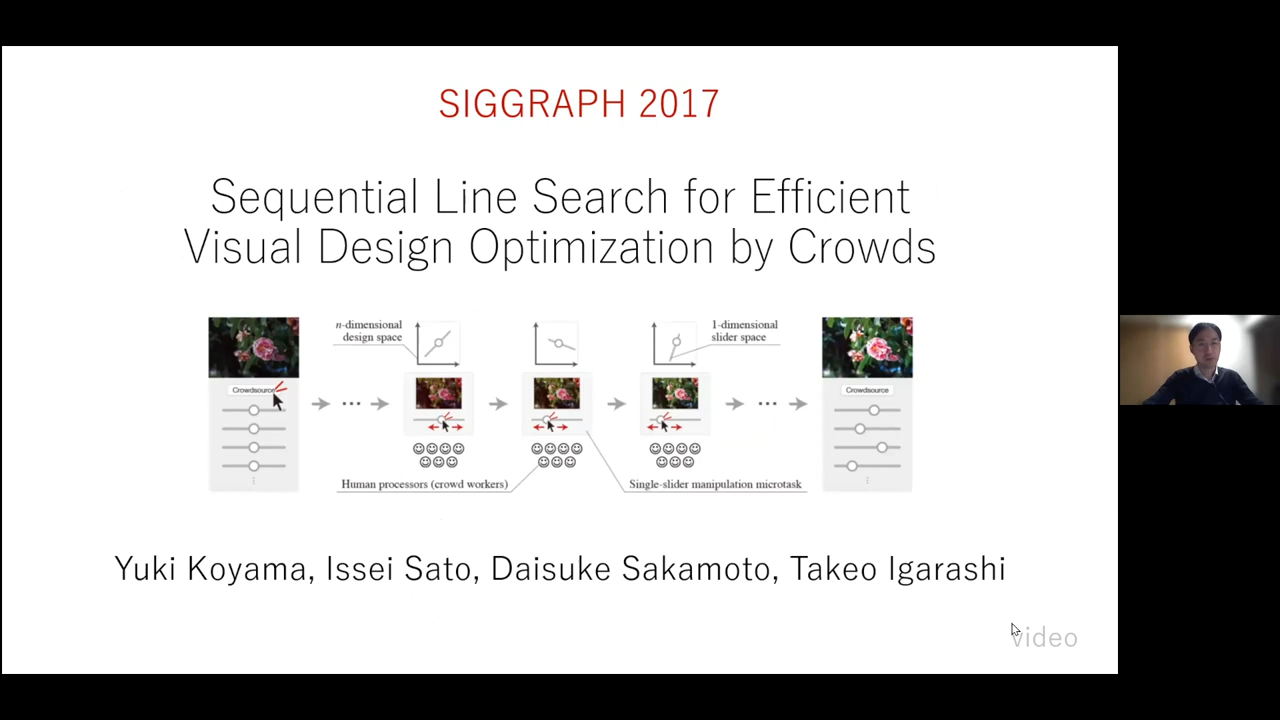 SIGGRAPH 2017
Sequential Line Search for Efficient
Visual Design Optimization by Crowds
n-dimensional
design space
1-dimensional
slider space
Crowdsource
Crowdsource
...
...
Human processors (crowd workers)
Single-slider manipulation microtask
Yuki Koyama, Issei Sato, Daisuke Sakamoto, Takeo Igarashi
Video